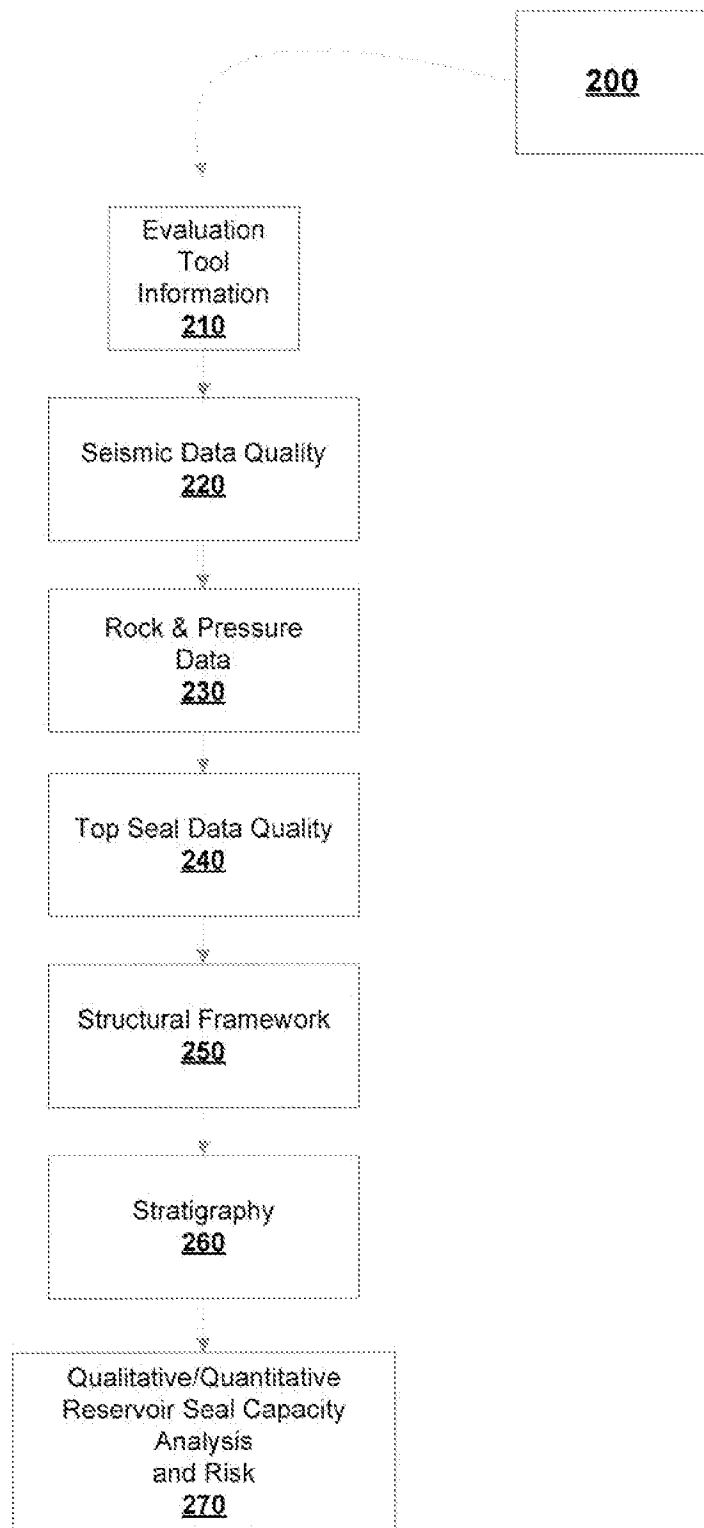 200
Evaluation
Tool
Information
210
Seismic Data Quality
220
Rock & Pressure
Data
230
Top Seal Data Quality
240
Structural Framework
250
Stratigraphy
260
Qualitative/Quantitative
Reservoir Seal Capacity
Analysis
and Risk
270